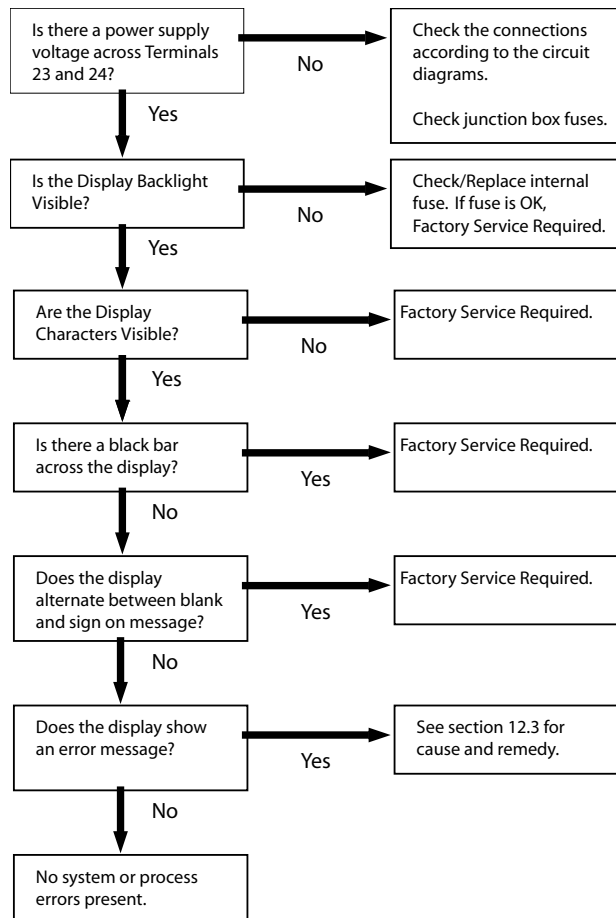 Is there a power supply
voltage across Terminals
23 and 24?
No
Check the connections
according to the circuit
diagrams.
Check junction box fuses.
Yes
Is the Display Backlight
Visible?
No
Check/Replace internal
fuse. If fuse is OK,
Factory Service Required.
Yes
Are the Display
Characters Visible?
No
Factory Service Required.
Yes
Is there a black bar
across the display?
Yes
Factory Service Required.
No
Does the display
alternate between blank
and sign on message?
Yes
Factory Service Required.
No
Does the display show
an error message?
Yes
See section 12.3 for
cause and remedy.
No
No system or process
errors present.